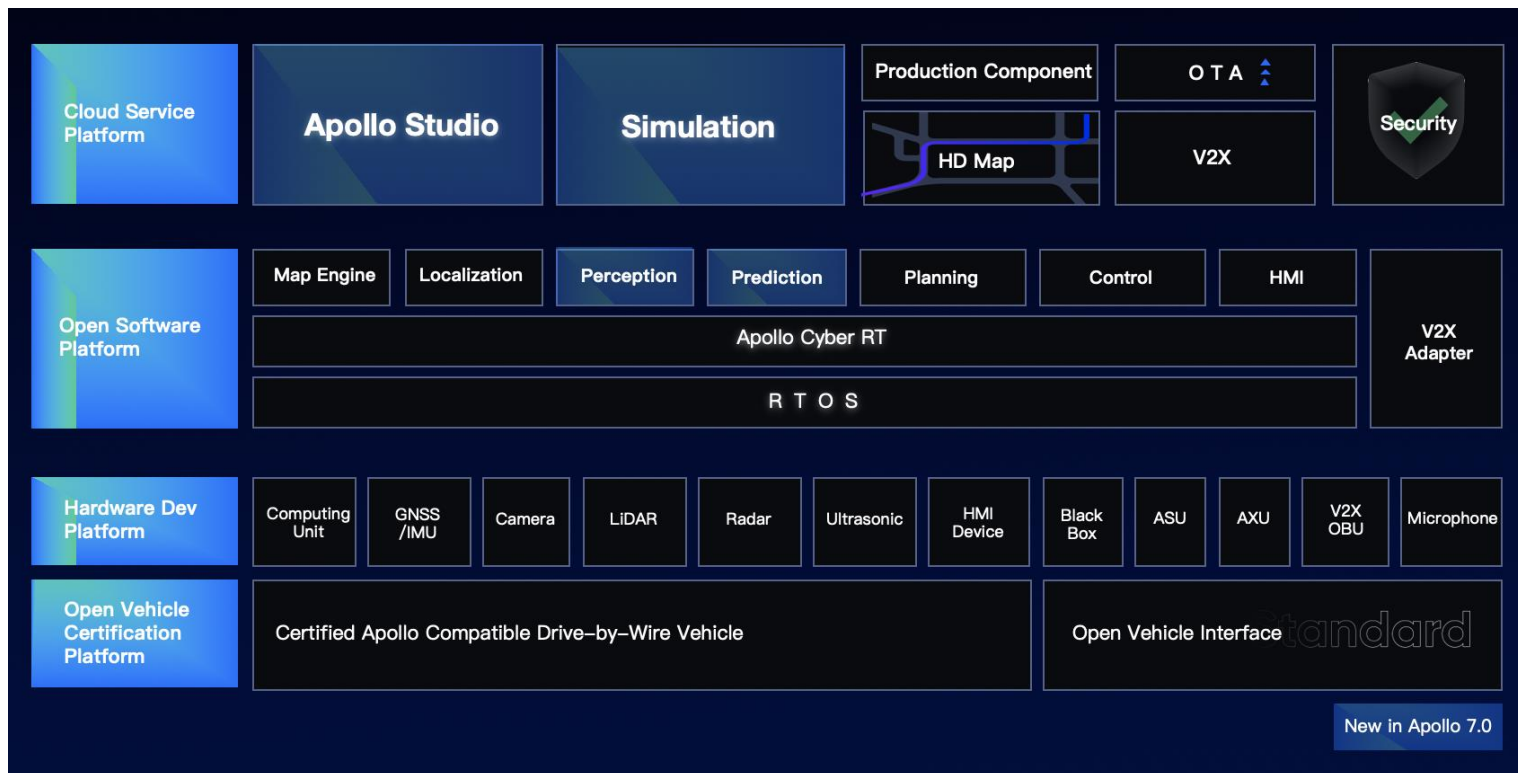 Cloud Service
Platform
Apollo Studio
Simulation
Production Component
OTA
HD Map
V2X
Security
Open Software
Platform
Map Engine
Localization
Perception
Prediction
Planning
Control
HMI
Apollo Cyber RT
RTOS
V2X
Adapter
Hardware Dev
Platform
Computing
Unit
GNSS
/IMU
Camera
LiDAR
Radar
Ultrasonic
HMI
Device
Black
Box
ASU
AXU
V2X
OBU
Microphone
Open Vehicle
Certification
Platform
Certified Apollo Compatible Drive–by–Wire Vehicle
Open Vehicle Interface Standard
New in Apollo 7.0